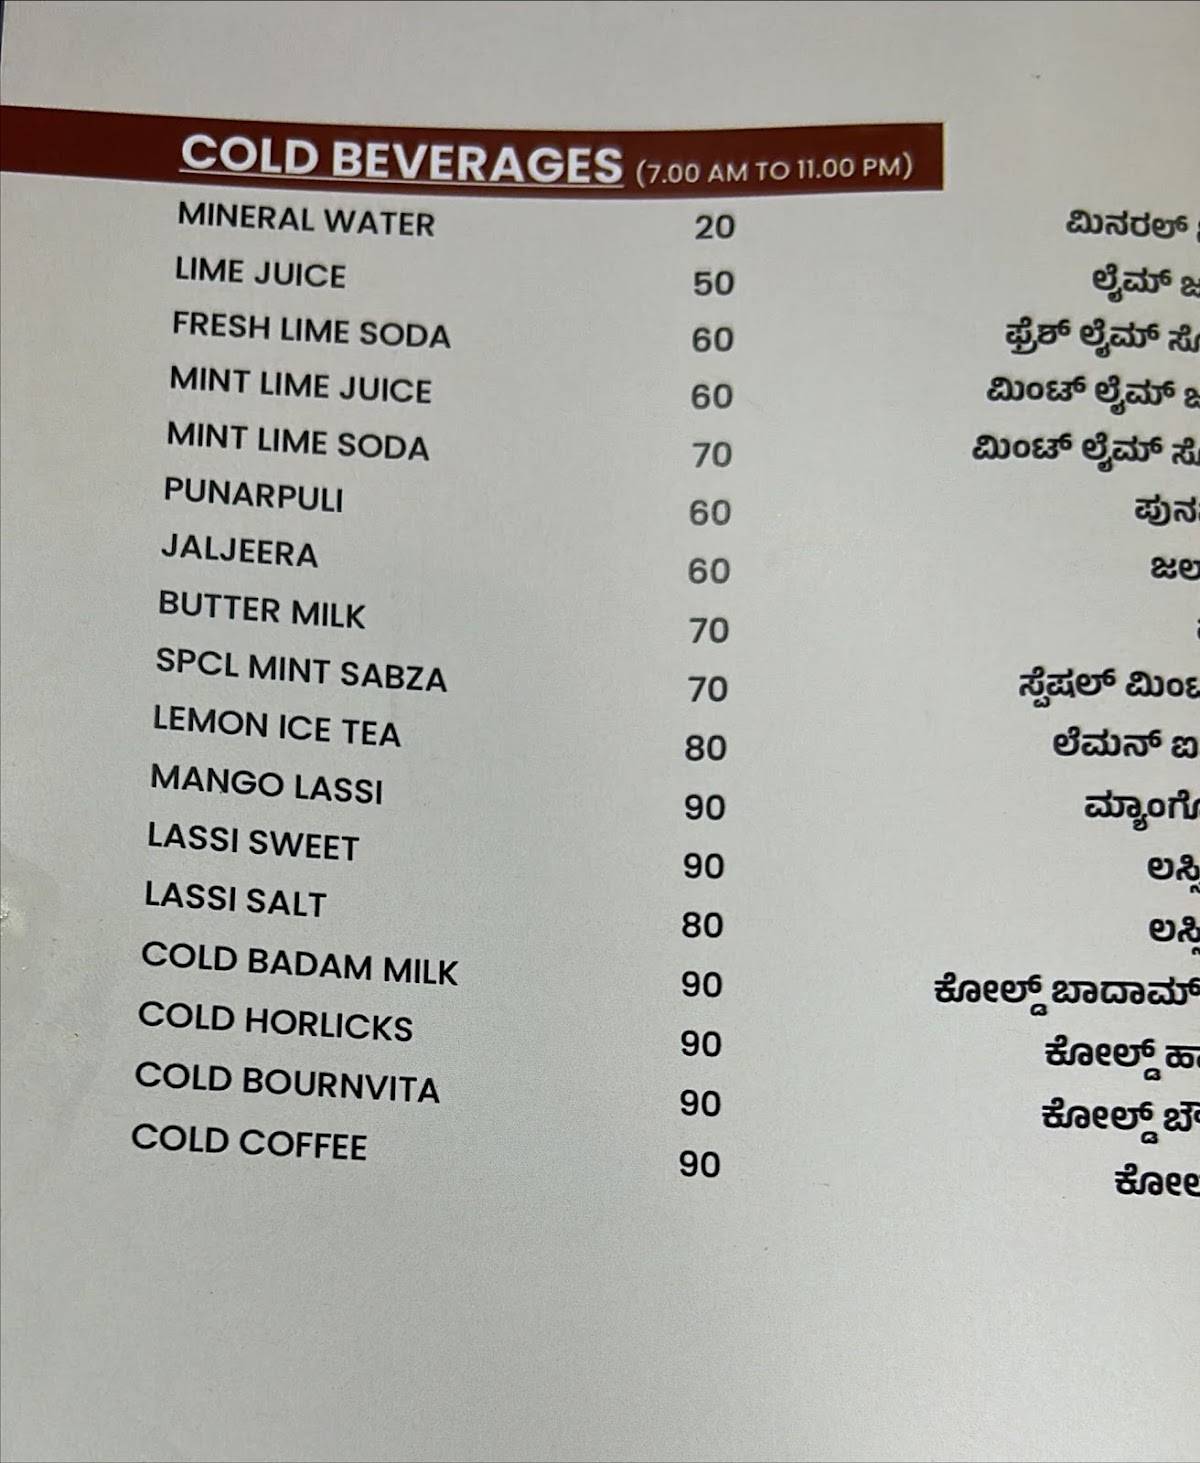 COLD BEVERAGES (7.00 AM TO 11.00 PM)
MINERAL WATER 20 ಮಿನರಲ್
LIME JUICE 50 ಲೈಮ್
FRESH LIME SODA 60 ಫ್ರೆಶ್ ಲೈಮ್
MINT LIME JUICE 60 ಮಿಂಟ್ ಲೈಮ್
MINT LIME SODA 70 ಮಿಂಟ್ ಲೈಮ್
PUNARPULI 60
JALJEERA 60
BUTTER MILK 70
SPCL MINT SABZA 70 ಸ್ಪೆಷಲ್
LEMON ICE TEA 80 ಲೆಮನ್
MANGO LASSI 90
LASSI SWEET 90
LASSI SALT 80
COLD BADAM MILK 90 ಕೋಲ್ಡ್ ಬಾದಾಮ್
COLD HORLICKS 90 ಕೋಲ್ಡ್
COLD BOURNVITA 90 ಕೋಲ್ಡ್
COLD COFFEE 90